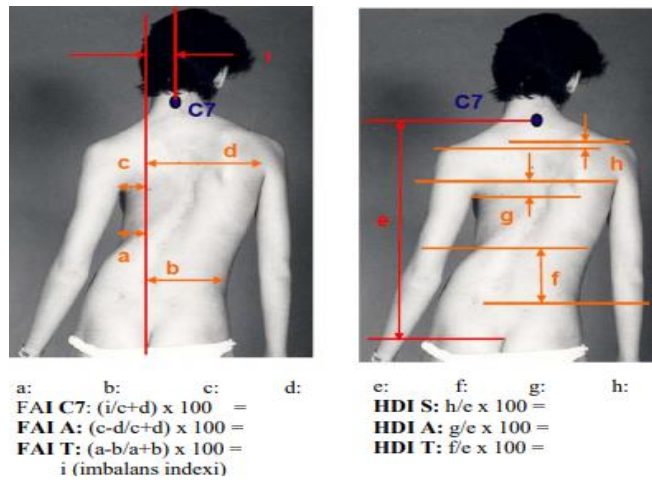 i
C7
c
d
a
b
C7
h
e
g
f
a: b: c: d:
FAI C7: (i/c+d) x 100 =
FAI A: (c-d/c+d) x 100 =
FAI T: (a-b/a+b) x 100 =
i (imbalans indexi)
e: f: g: h:
HDI S: h/e x 100 =
HDI A: g/e x 100 =
HDI T: f/e x 100 =